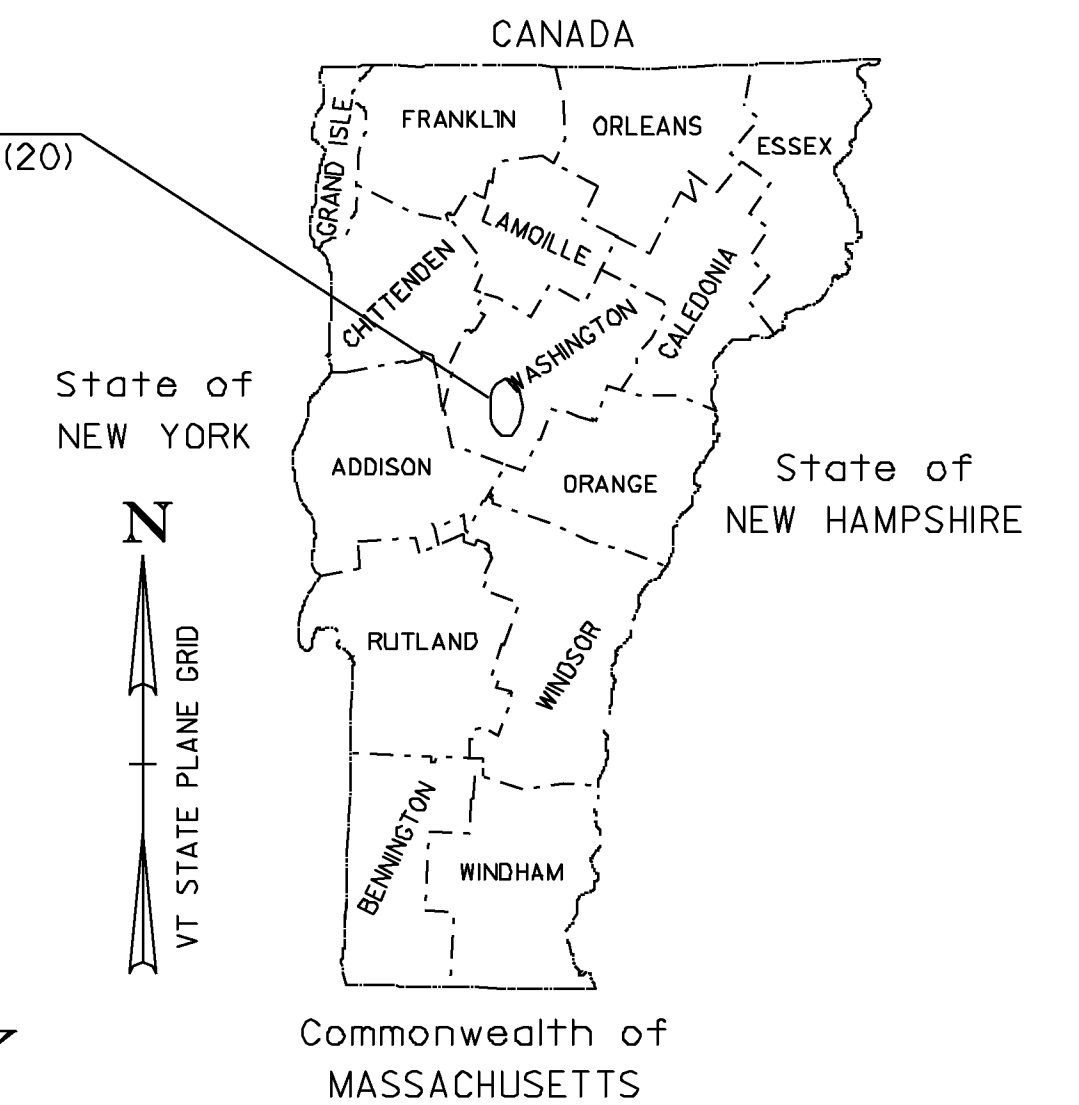 CANADA
FRANKLIN
ORLEANS
ESSEX
GRAND ISLE
(20)
LAMOILLE
CHITTENDEN
CALEDONIA
WASHINGTON
State of
NEW YORK
ADDISON
ORANGE
State of
NEW HAMPSHIRE
N
VT STATE PLANE GRID
RUTLAND
WINDSOR
BENNINGTON
WINDHAM
Commonwealth of
MASSACHUSETTS